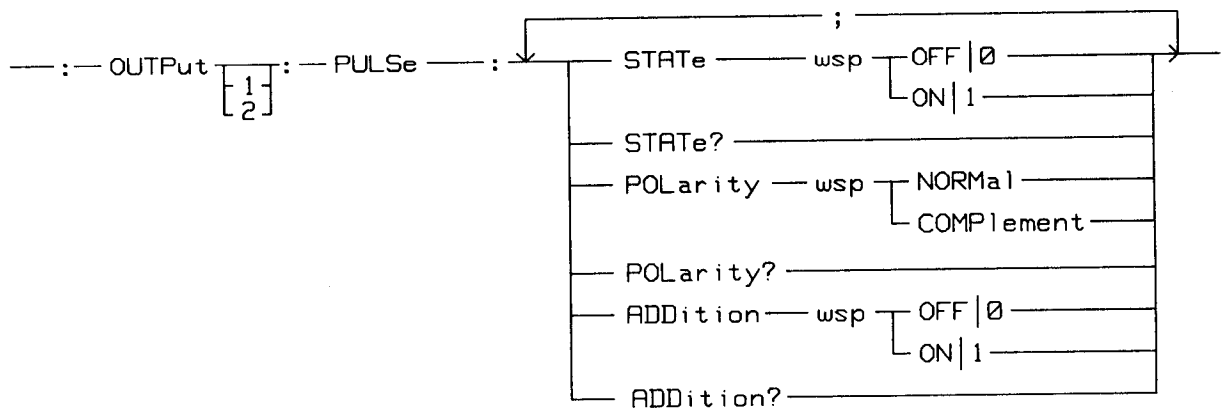 ;
: OUTPut 1 2 : PULSe : STATe wsp OFF|0
ON|1
STATe?
POLarity wsp NORMal
COMPlement
POLarity?
ADDition wsp OFF|0
ON|1
ADDition?